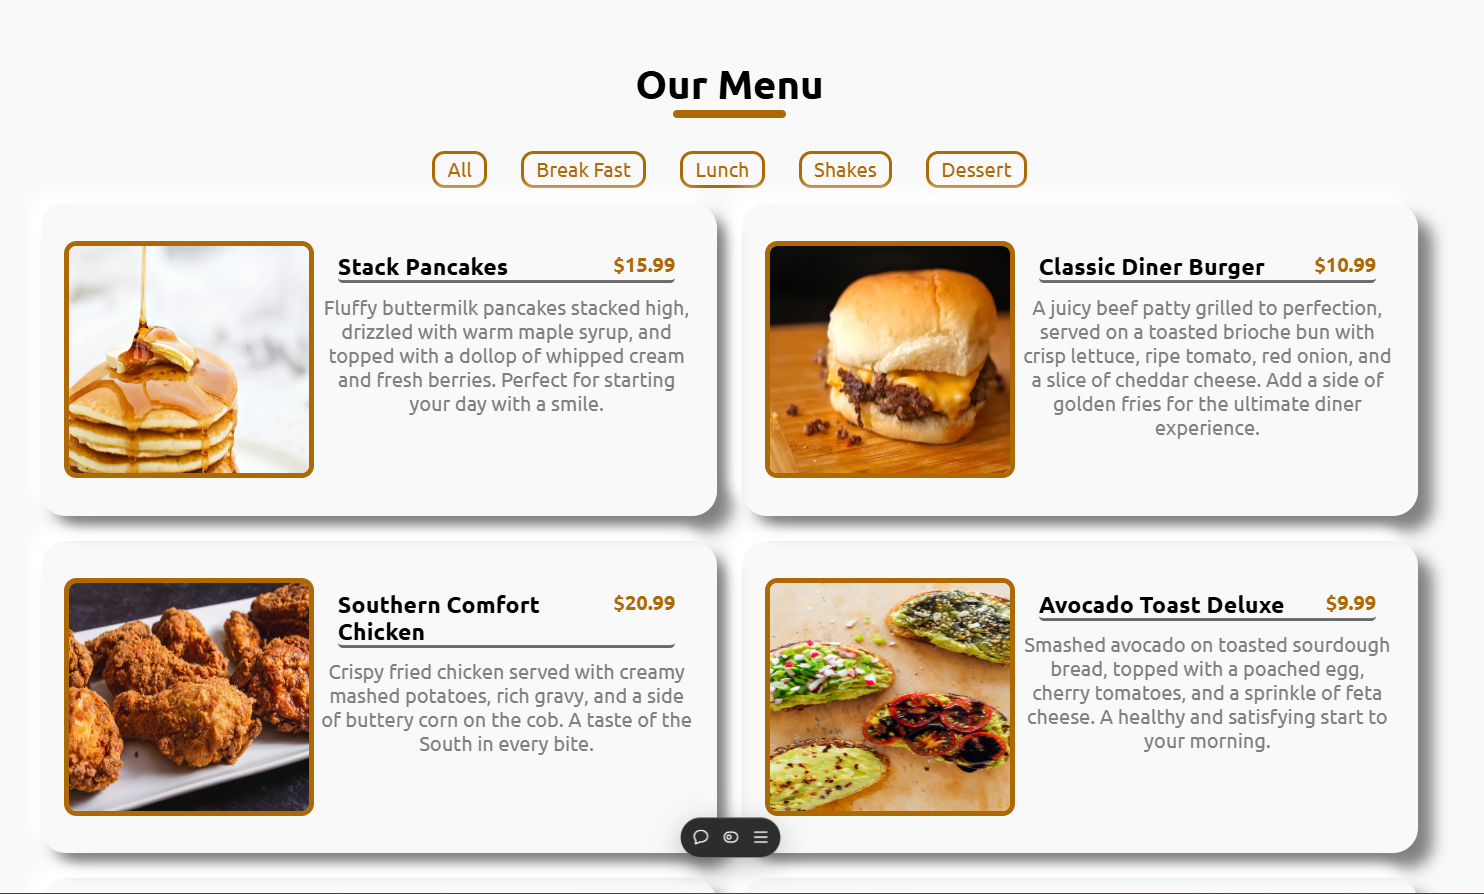 Our Menu
All
Break Fast
Lunch
Shakes
Dessert
Stack Pancakes
$15.99
Fluffy buttermilk pancakes stacked high,
drizzled with warm maple syrup, and
topped with a dollop of whipped cream
and fresh berries. Perfect for starting
your day with a smile.
Classic Diner Burger
$10.99
A juicy beef patty grilled to perfection,
served on a toasted brioche bun with
crisp lettuce, ripe tomato, red onion, and
a slice of cheddar cheese. Add a side of
golden fries for the ultimate diner
experience.
Southern Comfort
Chicken
$20.99
Crispy fried chicken served with creamy
mashed potatoes, rich gravy, and a side
of buttery corn on the cob. A taste of the
South in every bite.
Avocado Toast Deluxe
$9.99
Smashed avocado on toasted sourdough
bread, topped with a poached egg,
cherry tomatoes, and a sprinkle of feta
cheese. A healthy and satisfying start to
your morning.